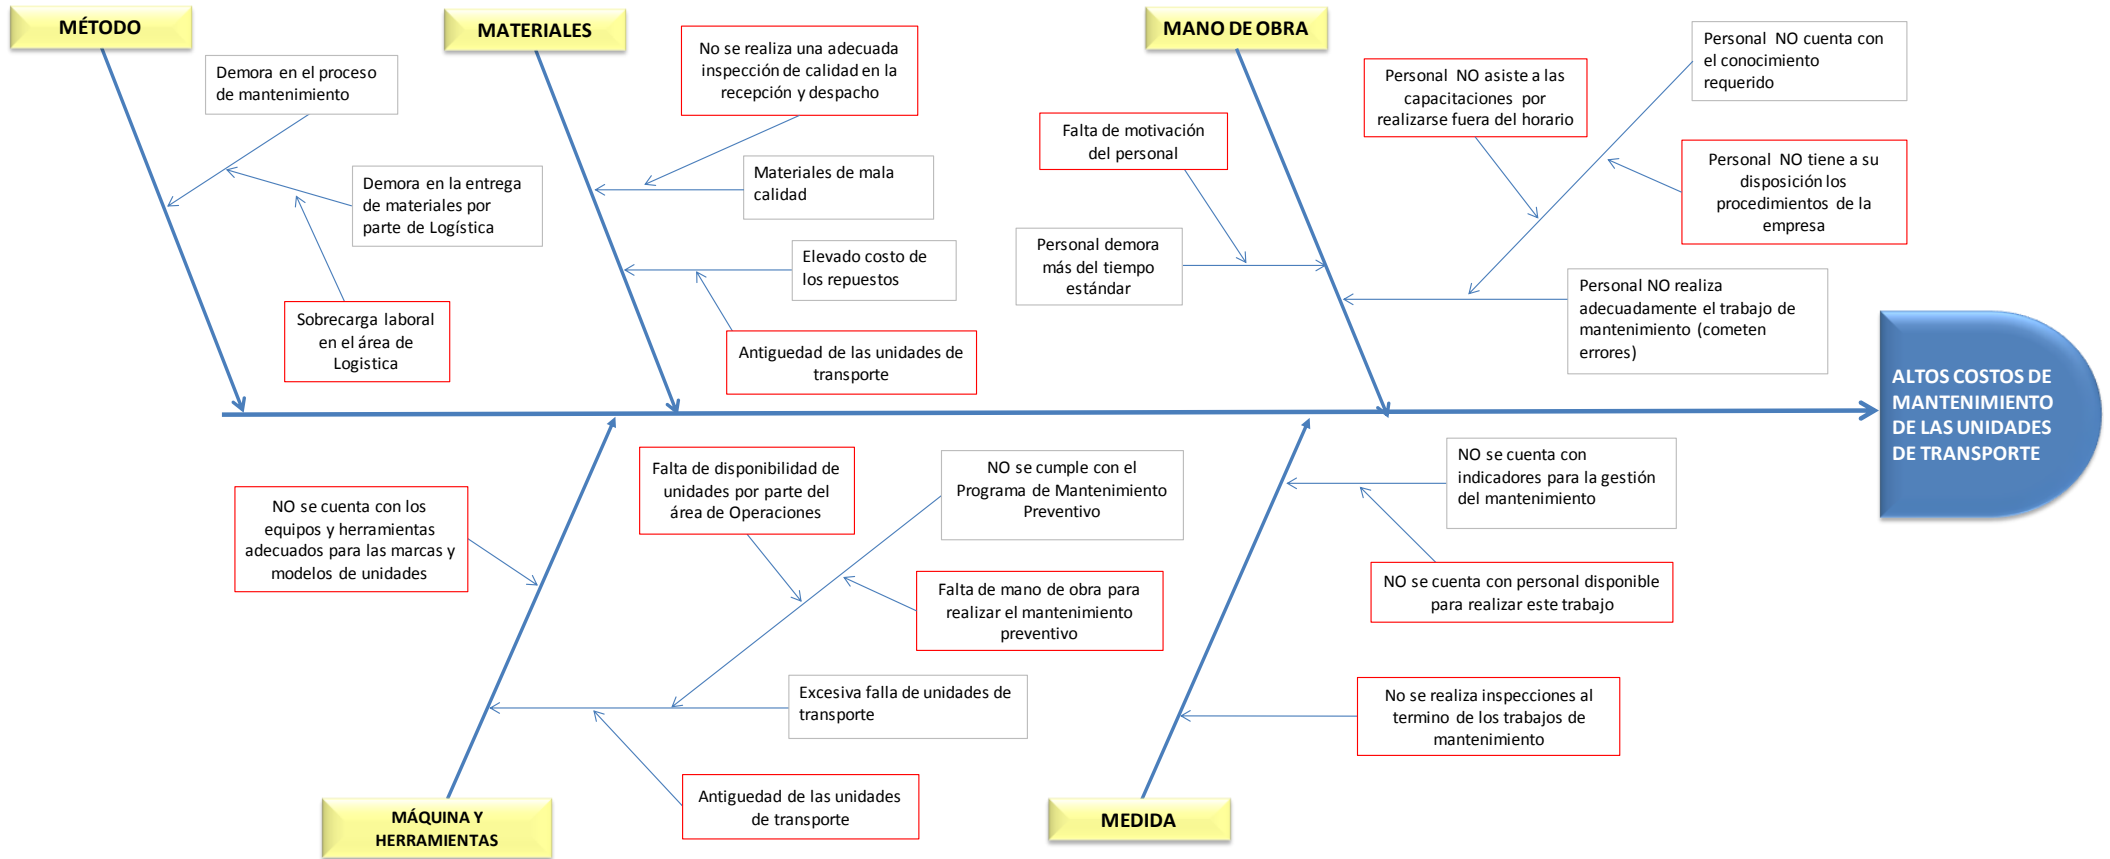 MÉTODO
Demora en el proceso
de mantenimiento
Demora en la entrega
de materiales por
parte de Logística
Sobrecarga laboral
en el área de
Logistica
MATERIALES
No se realiza una adecuada
inspección de calidad en la
recepción y despacho
Materiales de mala
calidad
Elevado costo de
los repuestos
Antiguedad de las unidades de
transporte
MANO DE OBRA
Falta de motivación
del personal
Personal demora
más del tiempo
estándar
Personal NO asiste a las
capacitaciones por
realizarse fuera del horario
Personal NO cuenta con
el conocimiento
requerido
Personal NO tiene a su
disposición los
procedimientos de la
empresa
Personal NO realiza
adecuadamente el trabajo de
mantenimiento (cometen
errores)
ALTOS COSTOS DE
MANTENIMIENTO
DE LAS UNIDADES
DE TRANSPORTE
NO se cuenta con los
equipos y herramientas
adecuados para las marcas y
modelos de unidades
Falta de disponibilidad de
unidades por parte del
área de Operaciones
NO se cumple con el
Programa de Mantenimiento
Preventivo
Falta de mano de obra para
realizar el mantenimiento
preventivo
Excesiva falla de unidades de
transporte
Antiguedad de las unidades
de transporte
MÁQUINA Y
HERRAMIENTAS
NO se cuenta con
indicadores para la gestión
del mantenimiento
NO se cuenta con personal disponible
para realizar este trabajo
No se realiza inspecciones al
termino de los trabajos de
mantenimiento
MEDIDA